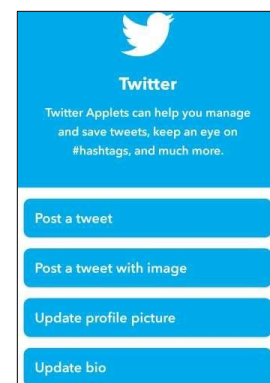 Twitter
Twitter Applets can help you manage
and save tweets, keep an eye on
#hashtags, and much more.
Post a tweet
Post a tweet with image
Update profile picture
Update bio